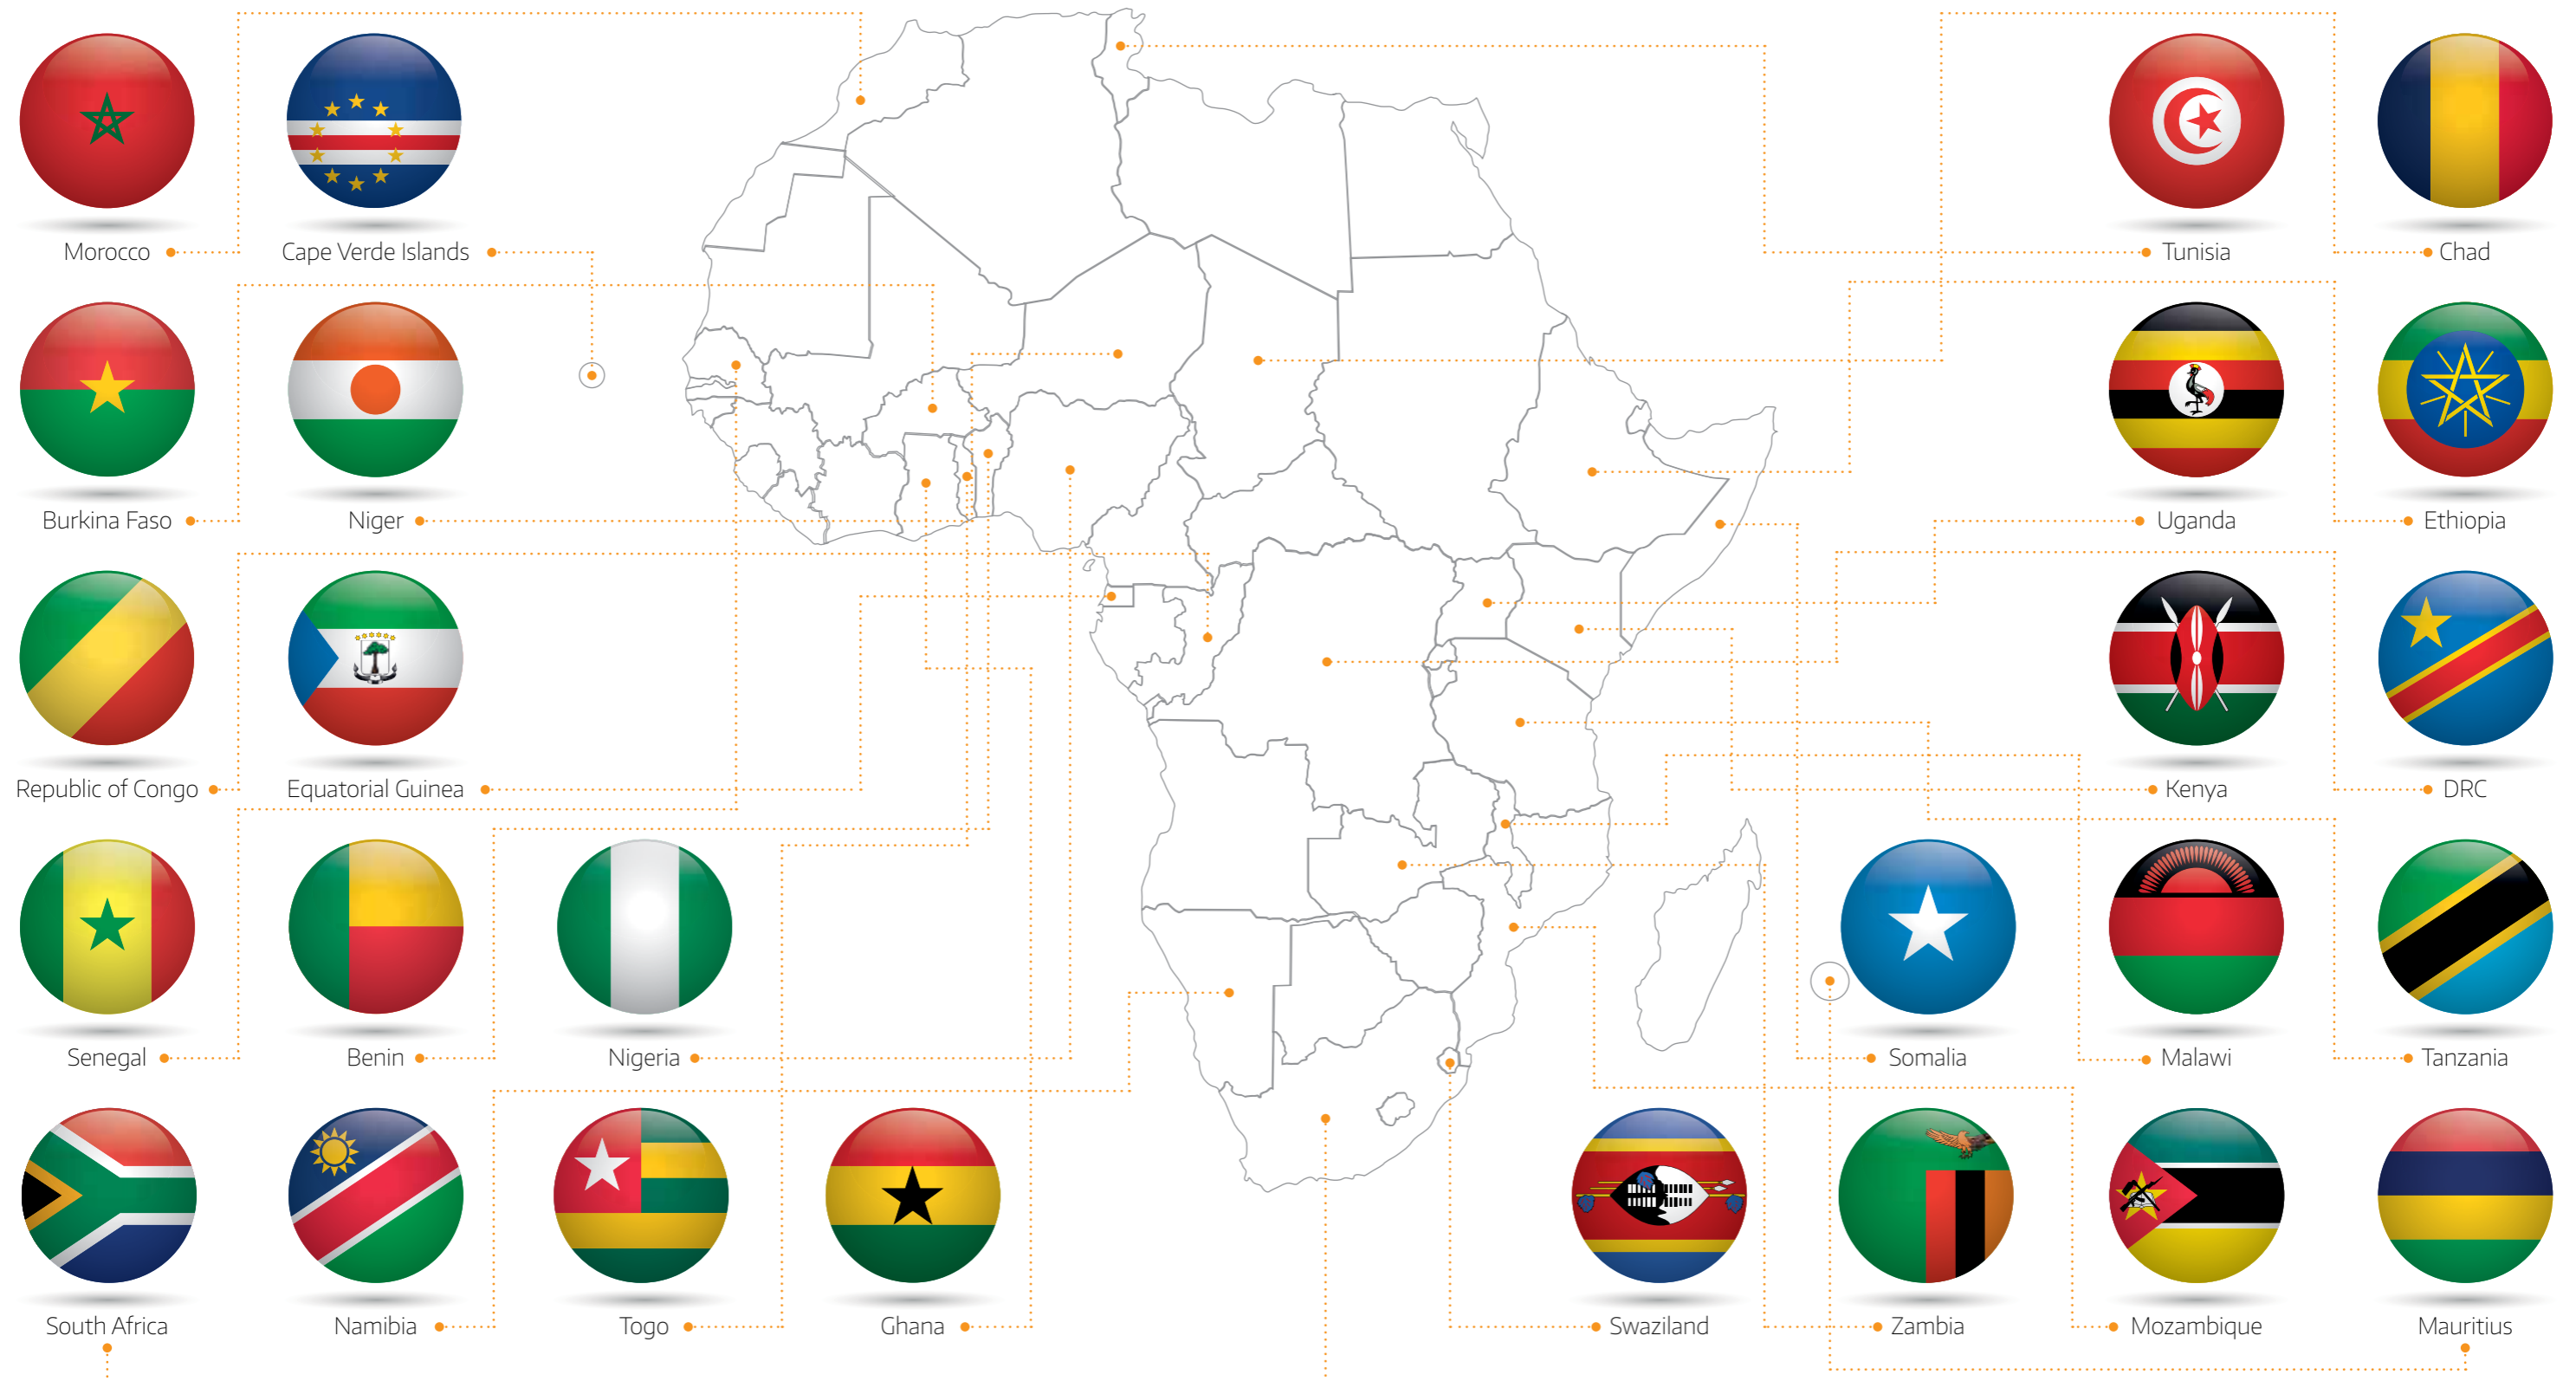 Morocco
Cape Verde Islands
Tunisia
Chad
Burkina Faso
Niger
Uganda
Ethiopia
Republic of Congo
Equatorial Guinea
Kenya
DRC
Senegal
Benin
Nigeria
Somalia
Malawi
Tanzania
South Africa
Namibia
Togo
Ghana
Swaziland
Zambia
Mozambique
Mauritius